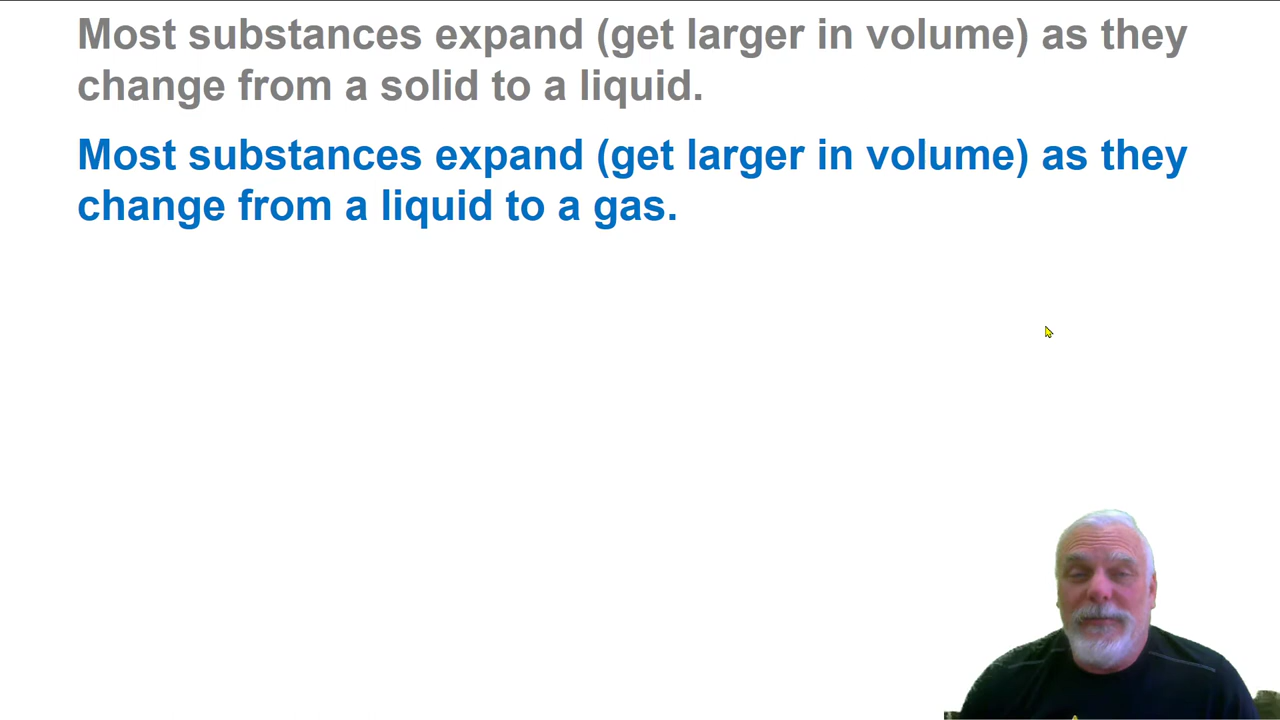 Most substances expand (get larger in volume) as they
change from a solid to a liquid.
Most substances expand (get larger in volume) as they
change from a liquid to a gas.